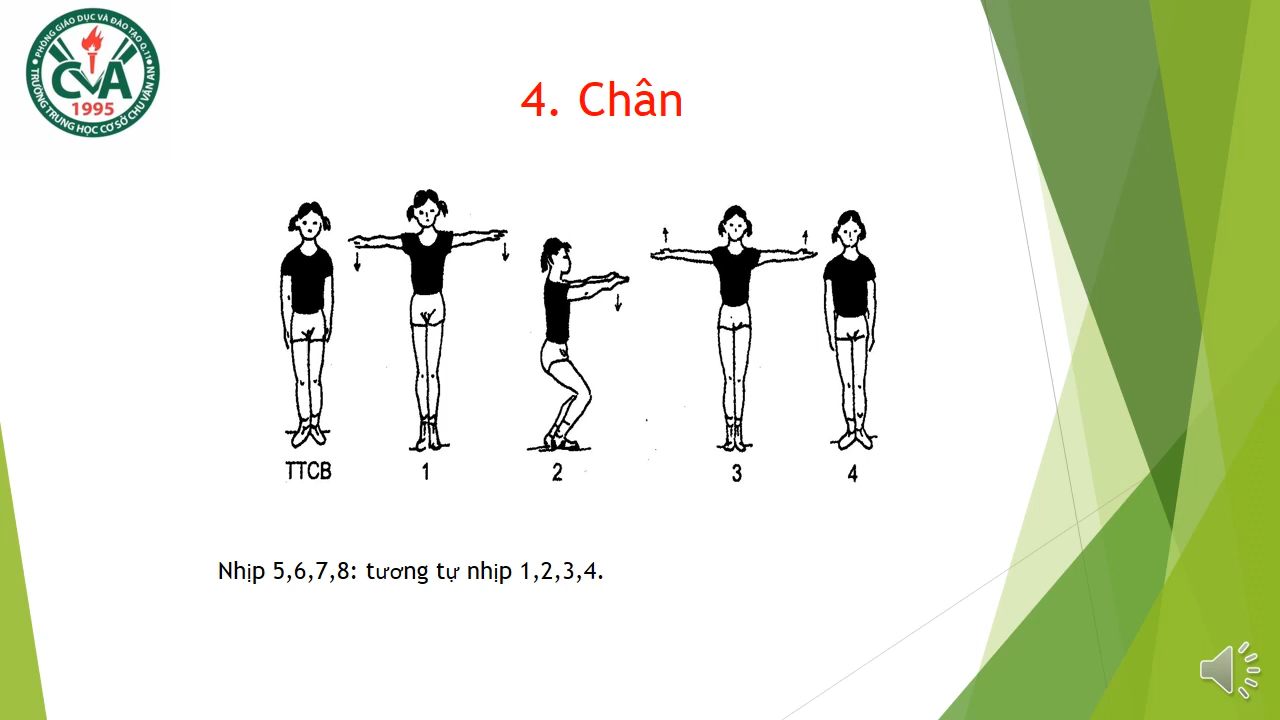 PHÒNG GIÁO DỤC VÀ ĐÀO TẠO Q.11
CVA
1995
TRƯỜNG TRUNG HỌC CƠ SỞ CHU VĂN AN
4. Chân
TTCB 1 2 3 4
Nhịp 5,6,7,8: tương tự nhịp 1,2,3,4.